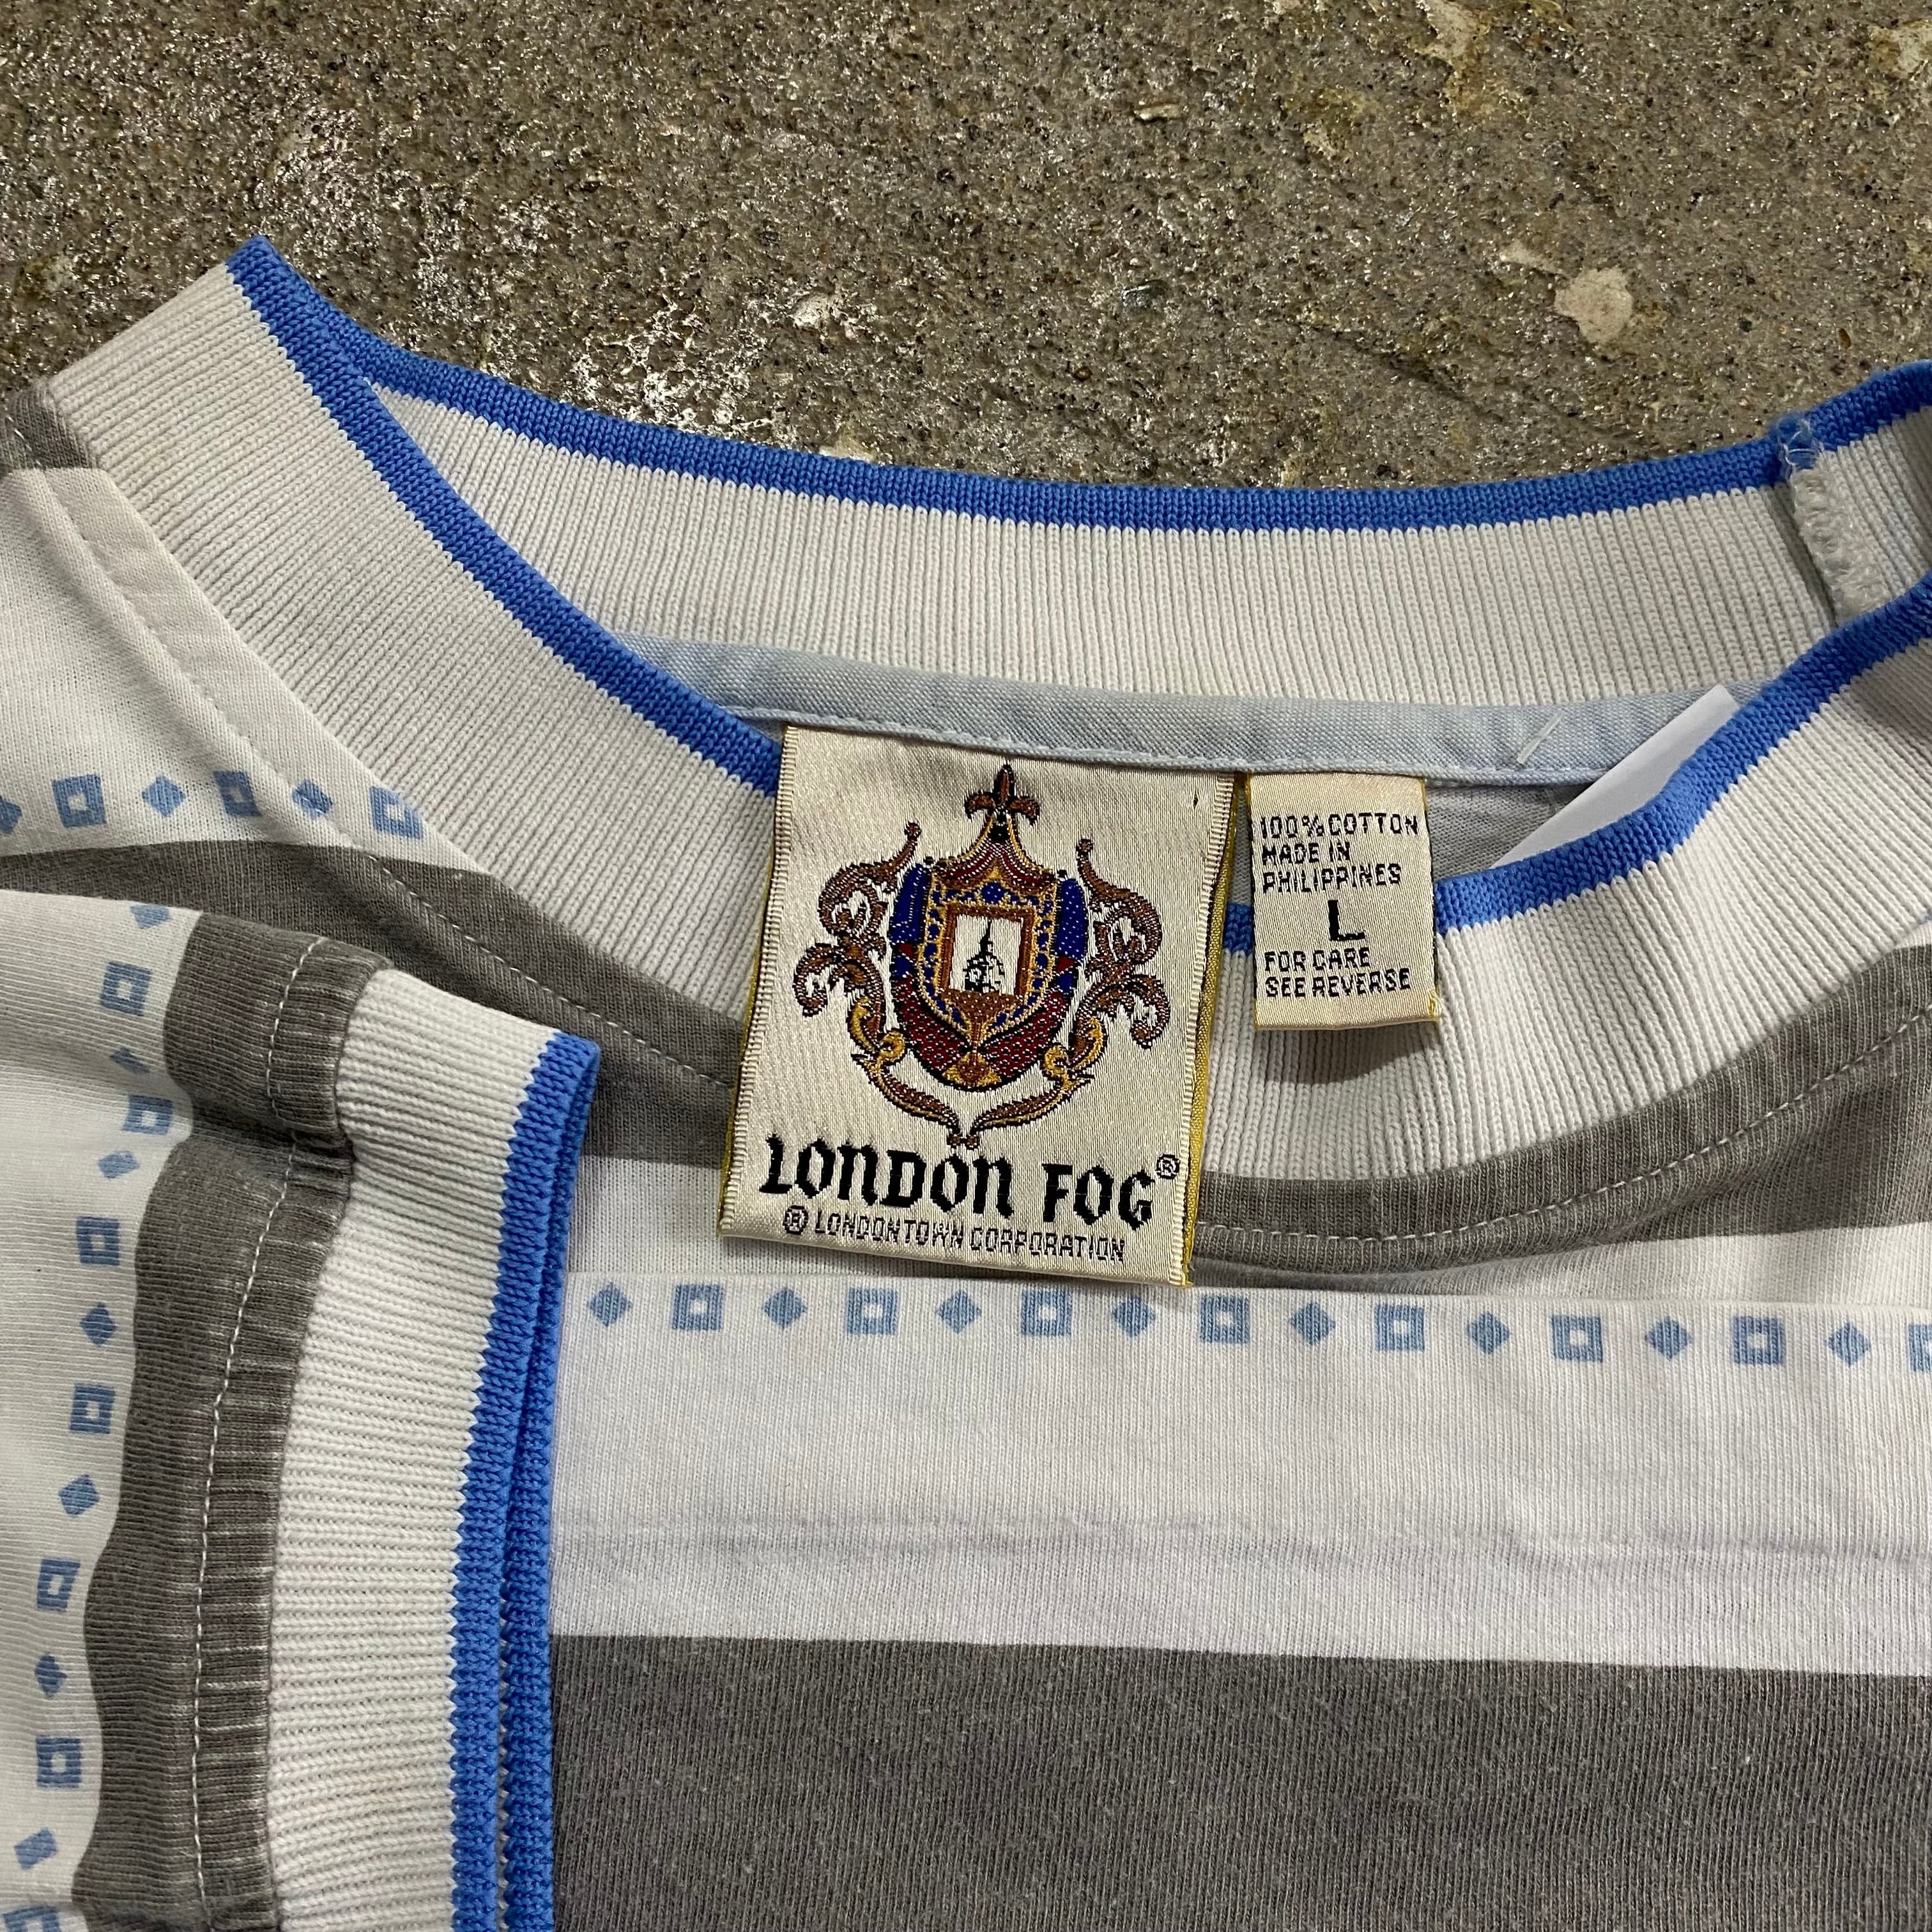 LONDON FOG®
® LONDONTOWN CORPORATION
100% COTTON
MADE IN
PHILIPPINES
L
FOR CARE
SEE REVERSE